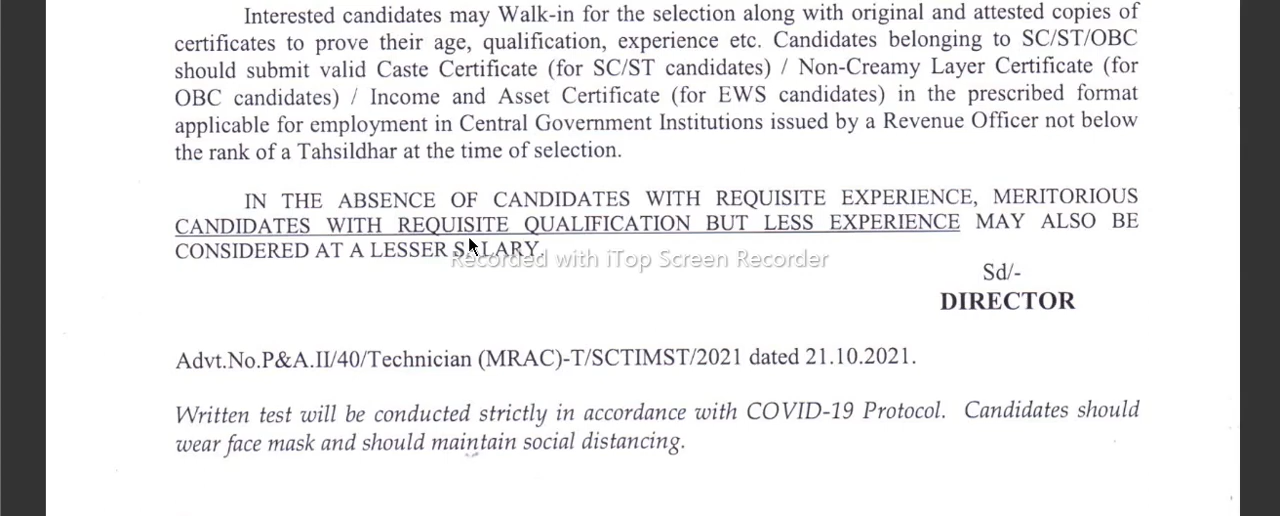 Interested candidates may Walk-in for the selection along with original and attested copies of
certificates to prove their age, qualification, experience etc. Candidates belonging to SC/ST/OBC
should submit valid Caste Certificate (for SC/ST candidates) / Non-Creamy Layer Certificate (for
OBC candidates) / Income and Asset Certificate (for EWS candidates) in the prescribed format
applicable for employment in Central Government Institutions issued by a Revenue Officer not below
the rank of a Tahsildhar at the time of selection.
IN THE ABSENCE OF CANDIDATES WITH REQUISITE EXPERIENCE, MERITORIOUS
CANDIDATES WITH REQUISITE QUALIFICATION BUT LESS EXPERIENCE MAY ALSO BE
CONSIDERED AT A LESSER SALARY.
Recorded with iTop Screen Recorder
Sd/-
DIRECTOR
Advt.No.P&A.II/40/Technician (MRAC)-T/SCTIMST/2021 dated 21.10.2021.
Written test will be conducted strictly in accordance with COVID-19 Protocol. Candidates should
wear face mask and should maintain social distancing.